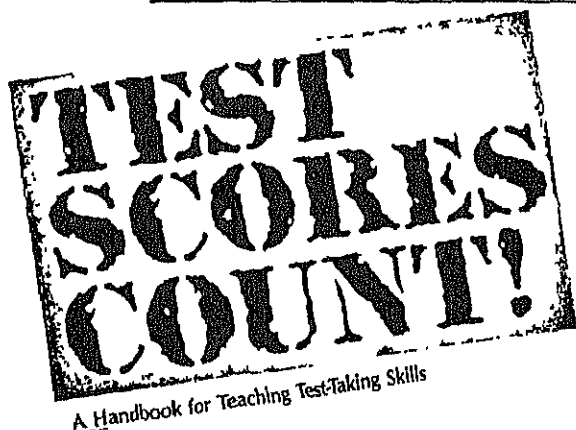 TEST
SCORES
COUNT!
A Handbook for Teaching Test-Taking Skills